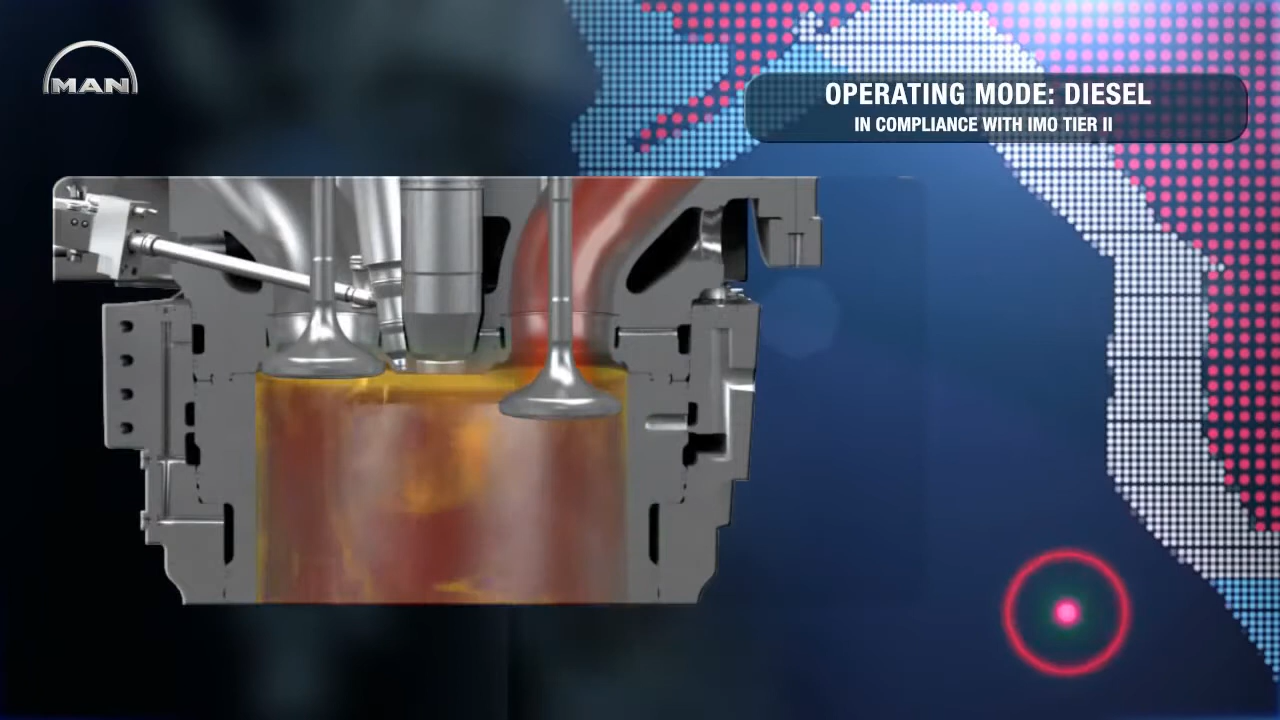 MAN
OPERATING MODE: DIESEL
IN COMPLIANCE WITH IMO TIER II